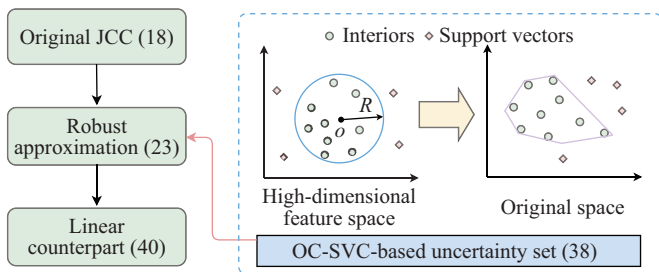 Original JCC (18)
Robust
approximation (23)
Linear
counterpart (40)
Interiors
Support vectors
R
o
High-dimensional
feature space
Original space
OC-SVC-based uncertainty set (38)